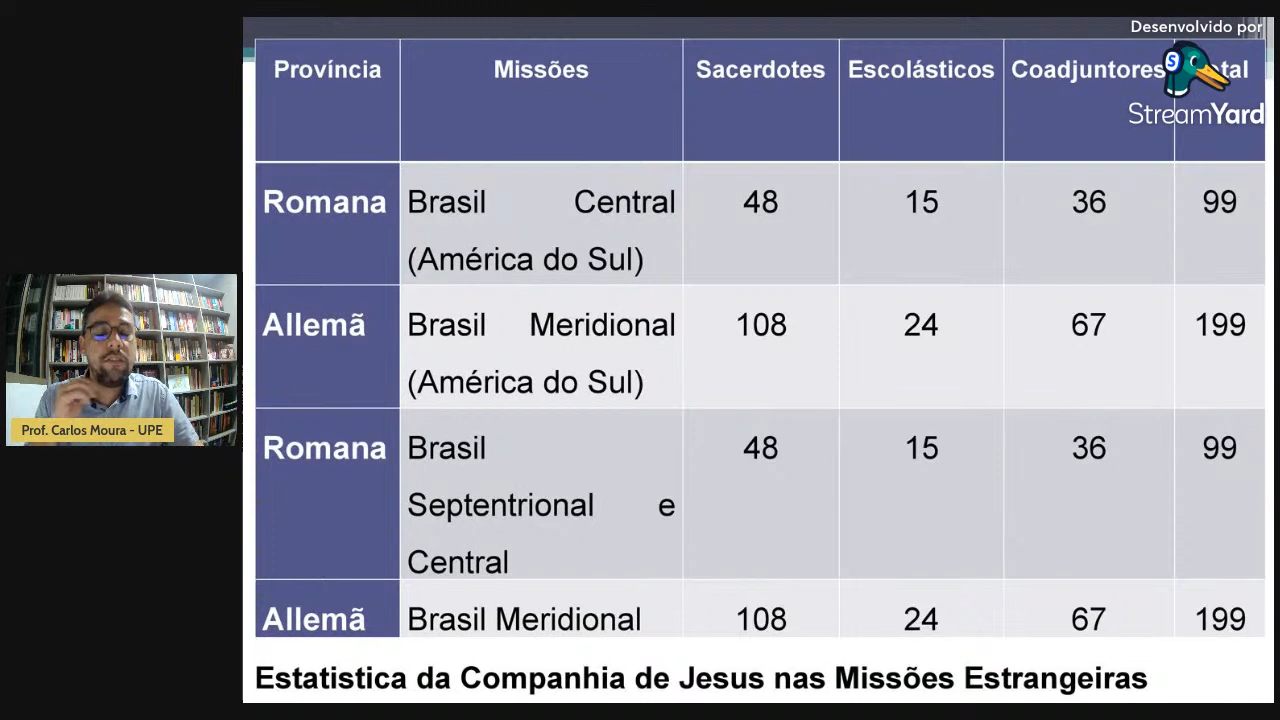 Desenvolvido por
StreamYard
Província Missões Sacerdotes Escolásticos Coadjuntores
Romana Brasil Central 48 15 36 99
(América do Sul)
Allemã Brasil Meridional 108 24 67 199
(América do Sul)
Romana Brasil 48 15 36 99
Septentrional e
Central
Allemã Brasil Meridional 108 24 67 199
Estatistica da Companhia de Jesus nas Missões Estrangeiras
Prof. Carlos Moura - UPE